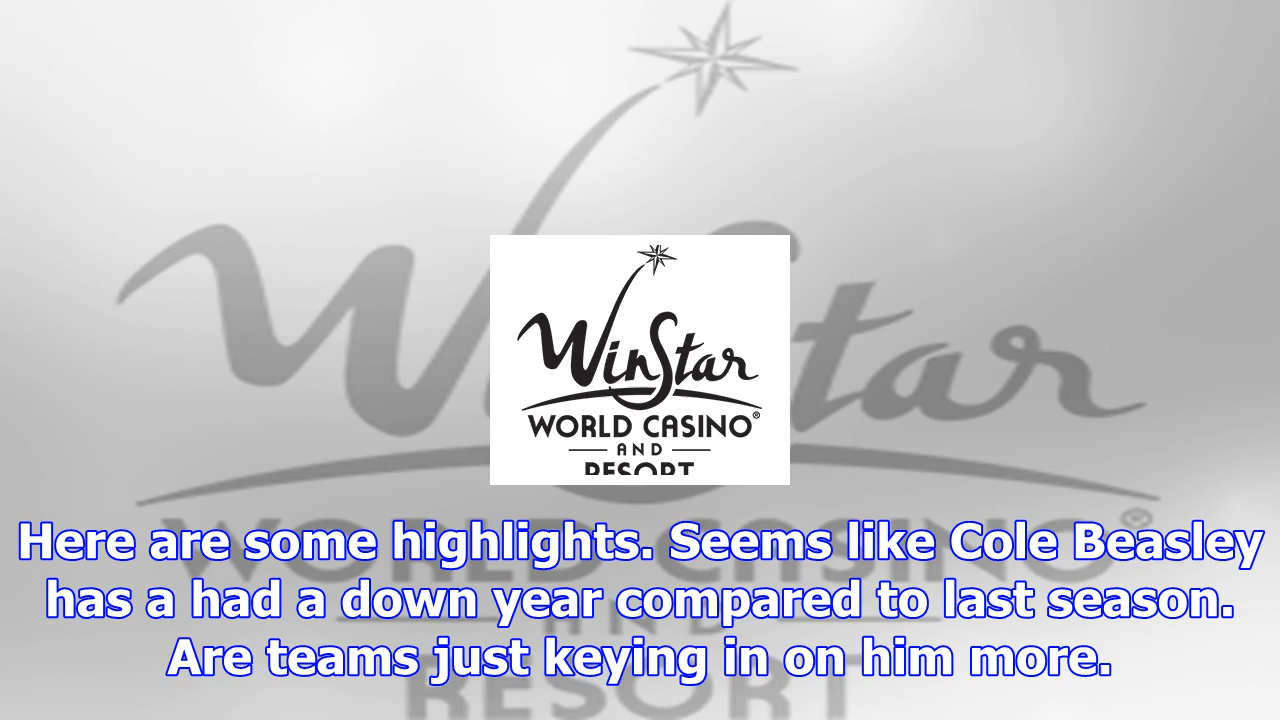 WinStar
WORLD CASINO®
AND
RESORT
Here are some highlights. Seems like Cole Beasley
has a had a down year compared to last season.
Are teams just keying in on him more.